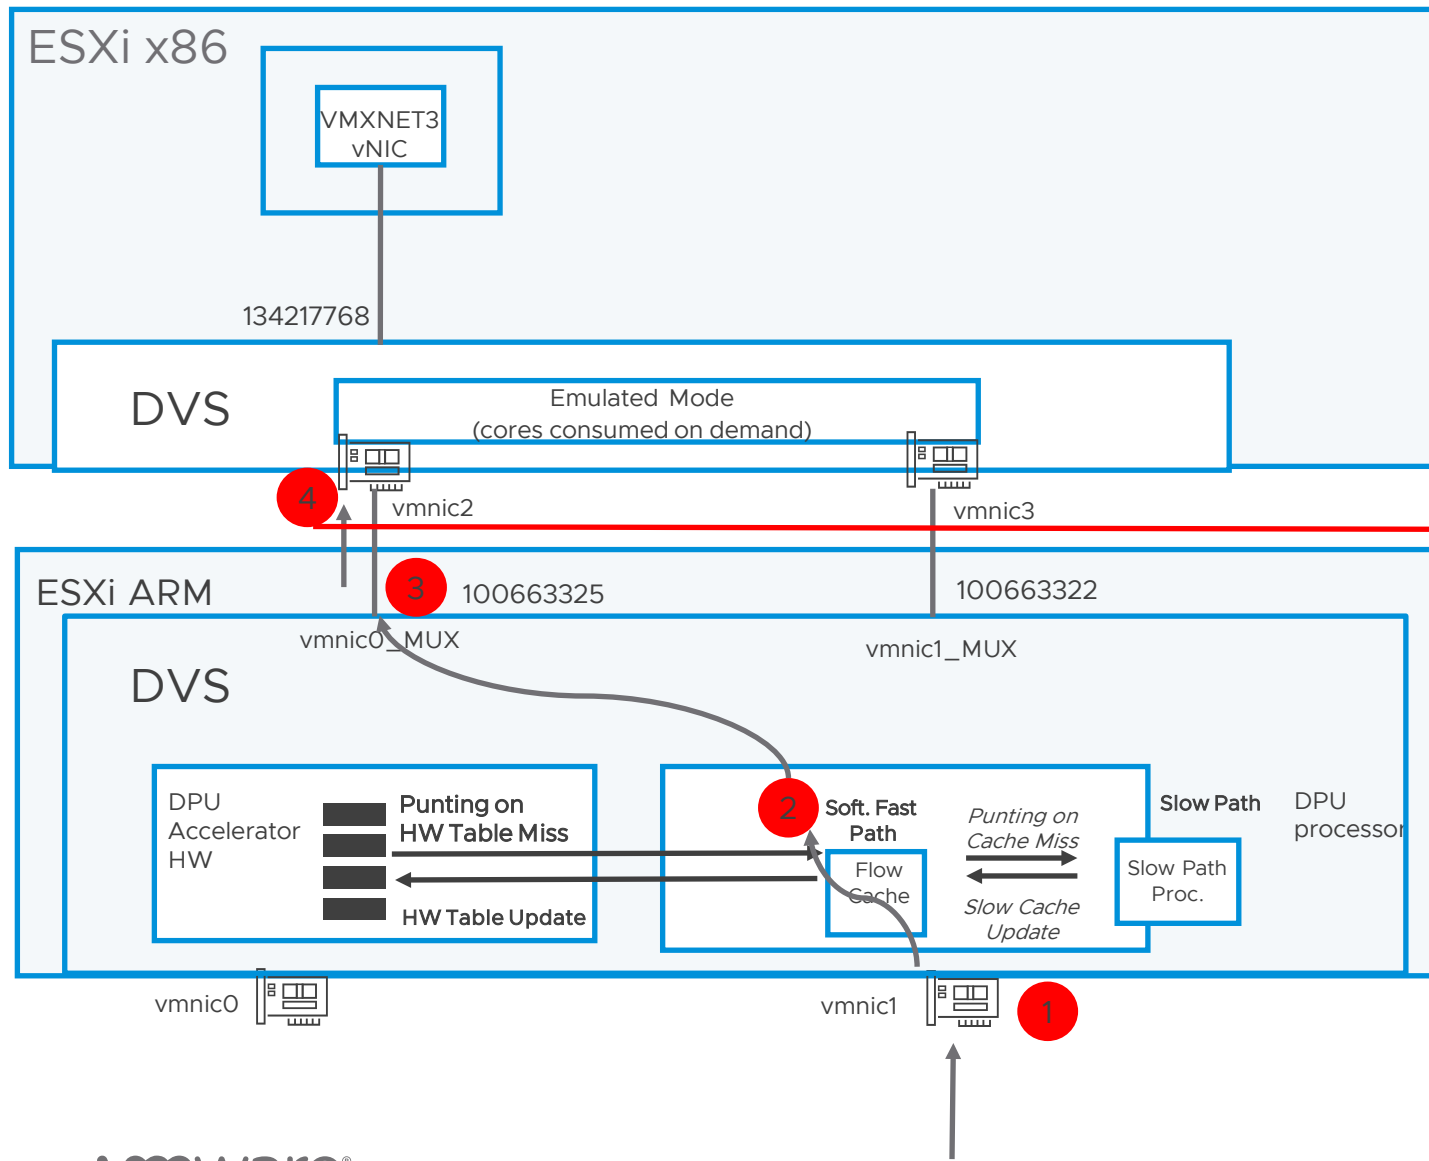 ESXi x86
VMXNET3
vNIC
134217768
DVS
Emulated Mode
(cores consumed on demand)
4
vmnic2
vmnic3
ESXi ARM
3
100663325
100663322
vmnic0_MUX
vmnic1_MUX
DVS
DPU
Accelerator
HW
Punting on
HW Table Miss
HW Table Update
2
Soft. Fast
Path
Flow
Cache
Punting on
Cache Miss
Slow Cache
Update
Slow Path
Slow Path
Proc.
DPU
processor
vmnic0
vmnic1
1